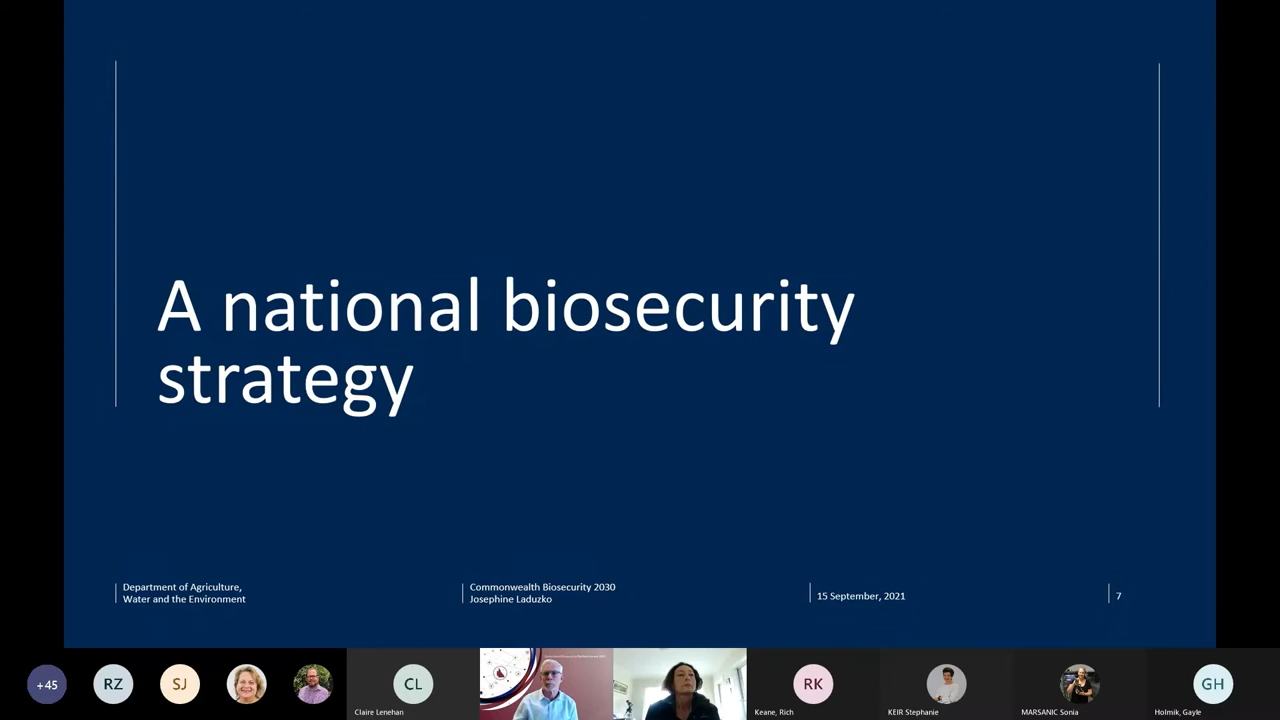 A national biosecurity
strategy
Department of Agriculture,
Water and the Environment
Commonwealth Biosecurity 2030
Josephine Laduzko
15 September, 2021
7
+45
RZ
SJ
CL
Claire Lenehan
RK
Keane, Rich
KEIR Stephanie
MARSANIC Sonia
GH
Holmik, Gayle